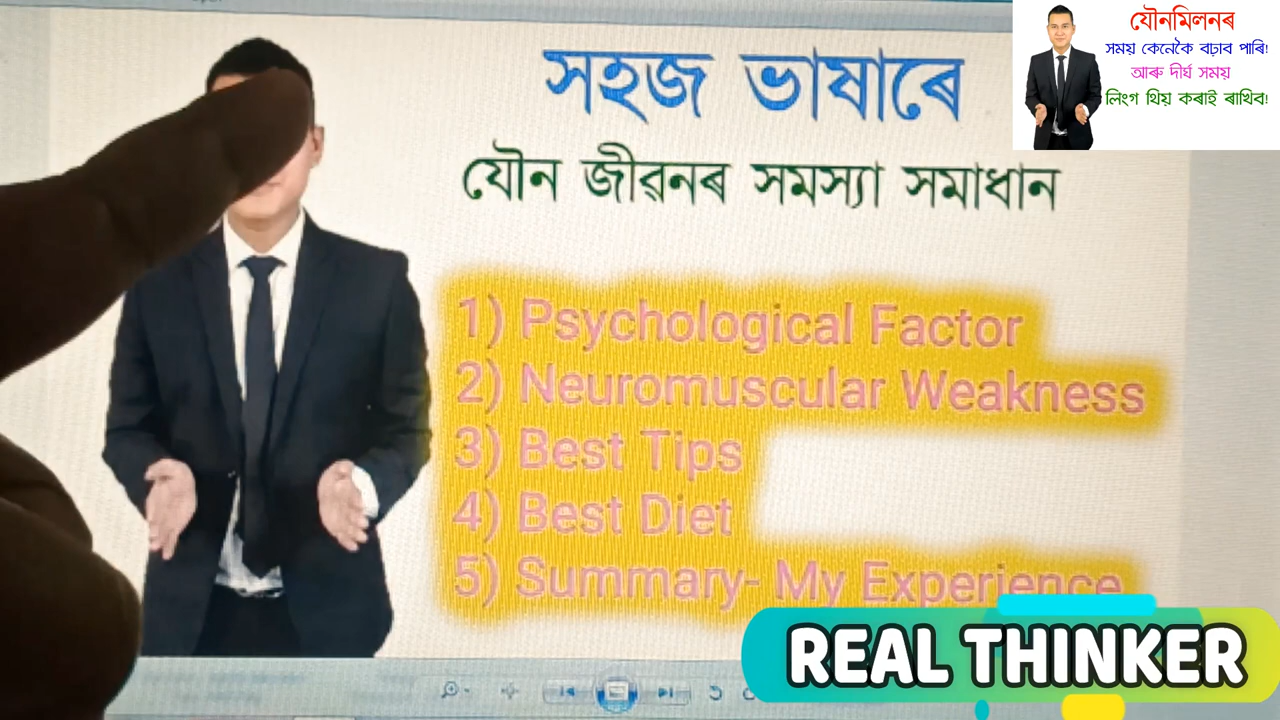 সহজ ভাষাৰে
যৌন জীৱনৰ সমস্যা সমাধান
1) Psychological Factor
2) Neuromuscular Weakness
3) Best Tips
4) Best Diet
5) Summary- My Experience
যৌনমিলনৰ
সময় কেনেকৈ বঢ়াব পাৰি!
আৰু দীৰ্ঘ সময়
লিংগ থিয় কৰাই ৰাখিব!
REAL THINKER